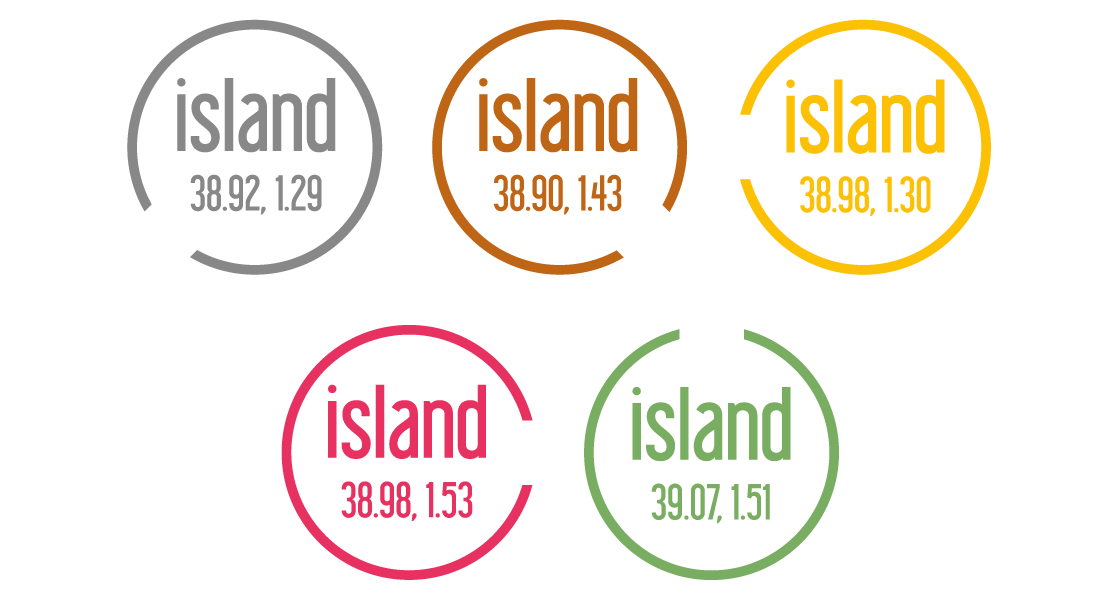 island
38.92, 1.29
island
38.90, 1.43
island
38.98, 1.30
island
38.98, 1.53
island
39.07, 1.51